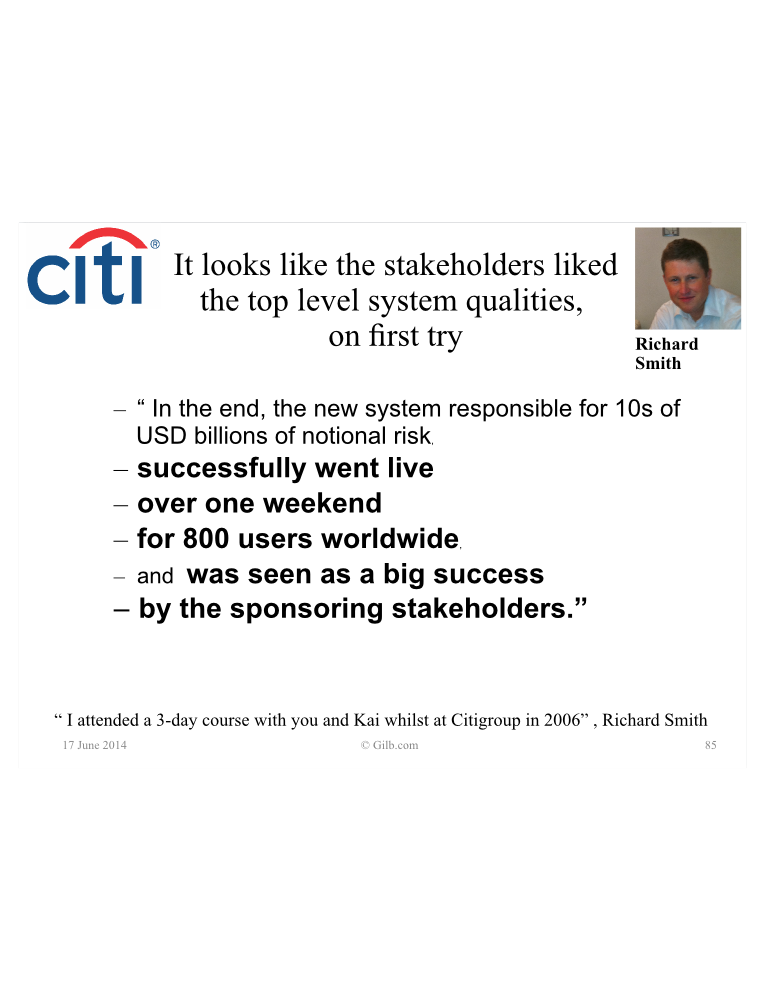 citi®
It looks like the stakeholders liked
the top level system qualities,
on first try
Richard
Smith
– “ In the end, the new system responsible for 10s of
USD billions of notional risk,
– successfully went live
– over one weekend
– for 800 users worldwide,
– and was seen as a big success
– by the sponsoring stakeholders.”
“ I attended a 3-day course with you and Kai whilst at Citigroup in 2006” , Richard Smith
17 June 2014 © Gilb.com 85